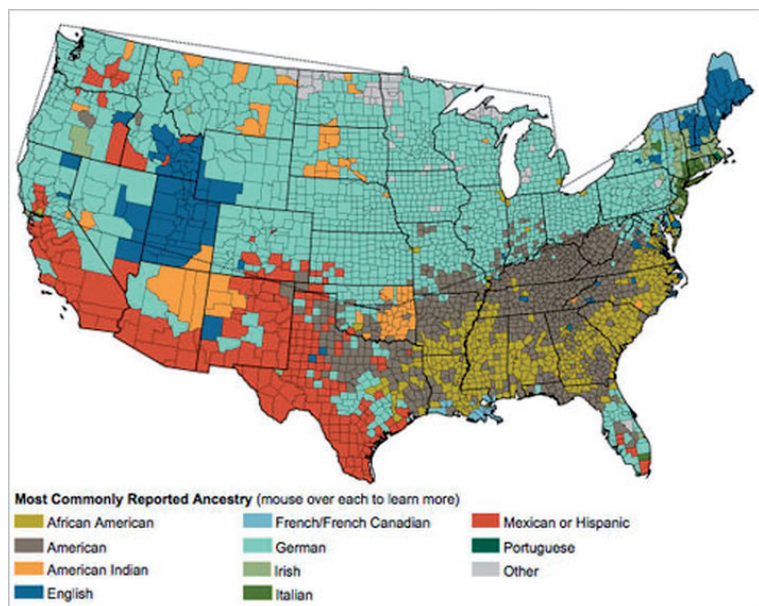 Most Commonly Reported Ancestry (mouse over each to learn more)
African American
American
American Indian
English
French/French Canadian
German
Irish
Italian
Mexican or Hispanic
Portuguese
Other